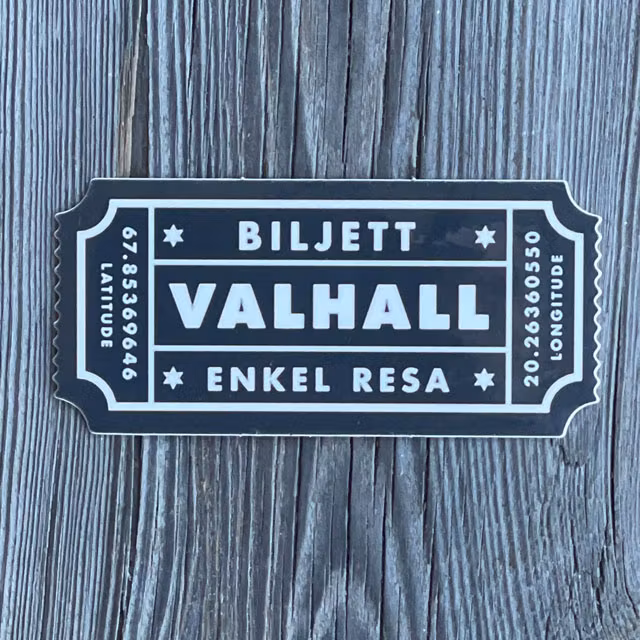 BILJETT
VALHALL
ENKEL RESA
67.85369646
LATITUDE
20.26360550
LONGITUDE